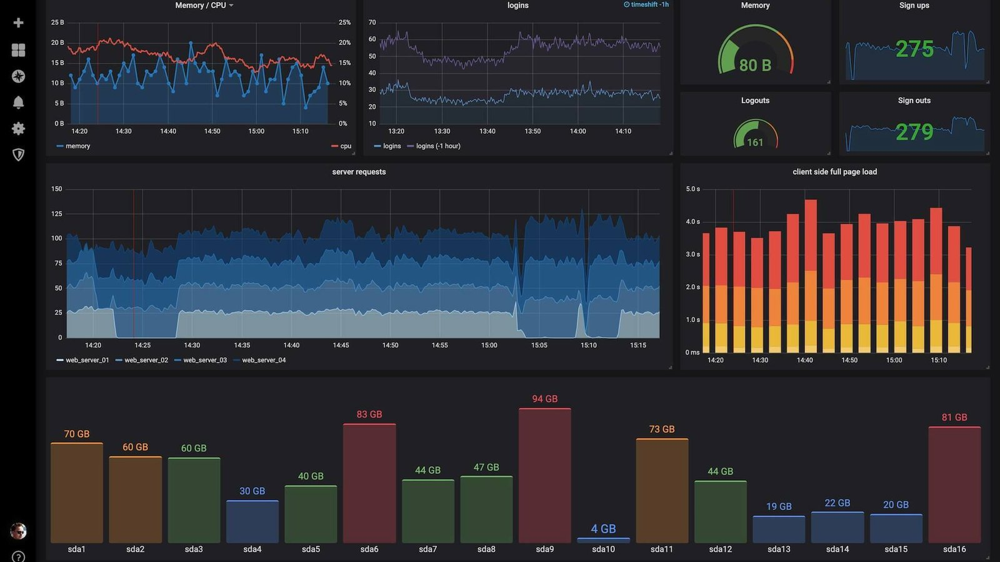 Memory / CPU
logins
timeshift -1h
Memory
Sign ups
25 B
20 B
15 B
10 B
5 B
0 B
25%
20%
15%
10%
5%
0%
14:20 14:30 14:40 14:50 15:00 15:10
memory
cpu
70
60
50
40
30
20
10
13:20 13:30 13:40 13:50 14:00 14:10
logins logins (-1 hour)
80 B
275
Logouts
161
Sign outs
279
server requests
150
125
100
75
50
25
0
14:20 14:25 14:30 14:35 14:40 14:45 14:50 14:55 15:00 15:05 15:10 15:15
web_server_01 web_server_02 web_server_03 web_server_04
client side full page load
5.0 s
4.0 s
3.0 s
2.0 s
1.0 s
0 ms
14:20 14:30 14:40 14:50 15:00 15:10
70 GB 60 GB 60 GB 30 GB 40 GB 83 GB 44 GB 47 GB 94 GB 4 GB 73 GB 44 GB 19 GB 22 GB 20 GB 81 GB
sda1 sda2 sda3 sda4 sda5 sda6 sda7 sda8 sda9 sda10 sda11 sda12 sda13 sda14 sda15 sda16
?